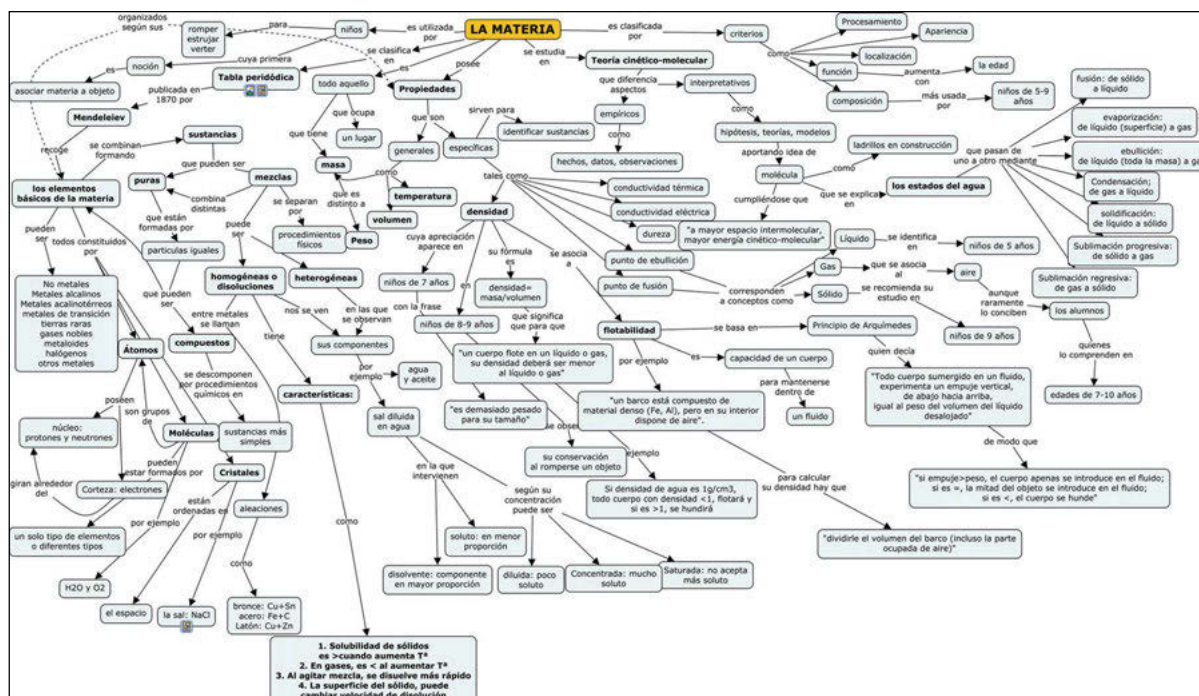 LA MATERIA
es utilizada por
niños
para
romper
estrujar
verter
organizados
según sus
cuya primera
noción
es
asociar materia a objeto
se clasifica
en
Tabla peridódica
publicada en
1870 por
Mendeleiev
recoge
los elementos
básicos de la materia
pueden
ser
No metales
Metales alcalinos
Metales acalinotérreos
metales de transición
tierras raras
gases nobles
metaloides
halógenos
otros metales
todos constituidos
por
Átomos
poseen
núcleo:
protones y neutrones
Corteza: electrones
giran alrededor
del
son grupos
de
Moléculas
pueden
estar formados por
un solo tipo de elementos
o diferentes tipos
por ejemplo
H2O y O2
se combinan
formando
sustancias
que pueden ser
puras
mezclas
combina
distintas
que están
formadas por
particulas iguales
que pueden
ser
compuestos
se descomponen
por procedimientos
químicos en
sustancias más
simples
Cristales
están
ordenadas en
el espacio
por ejemplo
la sal: NaCl
entre metales
se llaman
aleaciones
como
bronce: Cu+Sn
acero: Fe+C
Latón: Cu+Zn
se separan
por
procedimientos
físicos
puede
ser
homogéneas o
disoluciones
heterogéneas
tiene
características:
como
1. Solubilidad de sólidos
es >cuando aumenta Tª
2. En gases, es < al aumentar Tª
3. Al agitar mezcla, se disuelve más rápido
4. La superficie del sólido, puede
cambiar velocidad de disolución
nos se ven
en las que
se observan
sus componentes
por
ejemplo
agua
y aceite
sal diluida
en agua
en la que
intervienen
soluto: en menor
proporción
disolvente: componente
en mayor proporción
según su
concentración
puede ser
diluida: poco
soluto
Concentrada: mucho
soluto
Saturada: no acepta
más soluto
es
todo aquello
que tiene
masa
que ocupa
un lugar
que es
distinto a
Peso
posee
Propiedades
que son
generales
como
temperatura
volumen
específicas
sirven para
identificar sustancias
tales como
conductividad térmica
conductividad eléctrica
dureza
punto de ebullición
punto de fusión
corresponden
a conceptos como
Líquido
se identifica
en
niños de 5 años
Gas
que se asocia
al
aire
aunque
raramente
lo conciben
los alumnos
quienes
lo comprenden en
edades de 7-10 años
Sólido
se recomienda su
estudio en
niños de 9 años
densidad
cuya apreciación
aparece en
niños de 7 años
con la frase
"es demasiado pesado
para su tamaño"
en
niños de 8-9 años
se obser
su conservación
al romperse un objeto
su fórmula
es
densidad=
masa/volumen
que significa
que para que
"un cuerpo flote en un líquido o gas,
su densidad deberá ser menor
al líquido o gas"
ejemplo
Si densidad de agua es 1g/cm3,
todo cuerpo con densidad <1, flotará y
si es >1, se hundirá
se asocia
a
flotabilidad
se basa en
Principio de Arquímedes
quien decía
"Todo cuerpo sumergido en un fluido,
experimenta un empuje vertical,
de abajo hacia arriba,
igual al peso del volumen del líquido
desalojado"
de modo que
"si empuje>peso, el cuerpo apenas se introduce en el fluido;
si es =, la mitad del objeto se introduce en el fluido;
si es <, el cuerpo se hunde"
es
capacidad de un cuerpo
para mantenerse
dentro de
un fluido
por
ejemplo
"un barco está compuesto de
material denso (Fe, Al), pero en su interior
dispone de aire".
para calcular
su densidad hay que
"dividirle el volumen del barco (incluso la parte
ocupada de aire)"
se estudia
en
Teoría cinético-molecular
que diferencia
aspectos
empíricos
como
hechos, datos, observaciones
interpretativos
como
hipótesis, teorías, modelos
aportando idea de
molécula
como
ladrillos en construcción
cumpliéndose que
"a mayor espacio intermolecular,
mayor energía cinético-molecular"
que se explica
en
los estados del agua
que pasan de
uno a otro mediante
fusión: de sólido
a líquido
evaporización:
de líquido (superficie) a gas
ebullición:
de líquido (toda la masa) a ga
Condensación;
de gas a líquido
solidificación:
de líquido a sólido
Sublimación progresiva:
de sólido a gas
Sublimación regresiva:
de gas a sólido
es clasificada
por
criterios
como
Procesamiento
Apariencia
localización
función
aumenta
con
la edad
composición
más usada
por
niños de 5-9
años